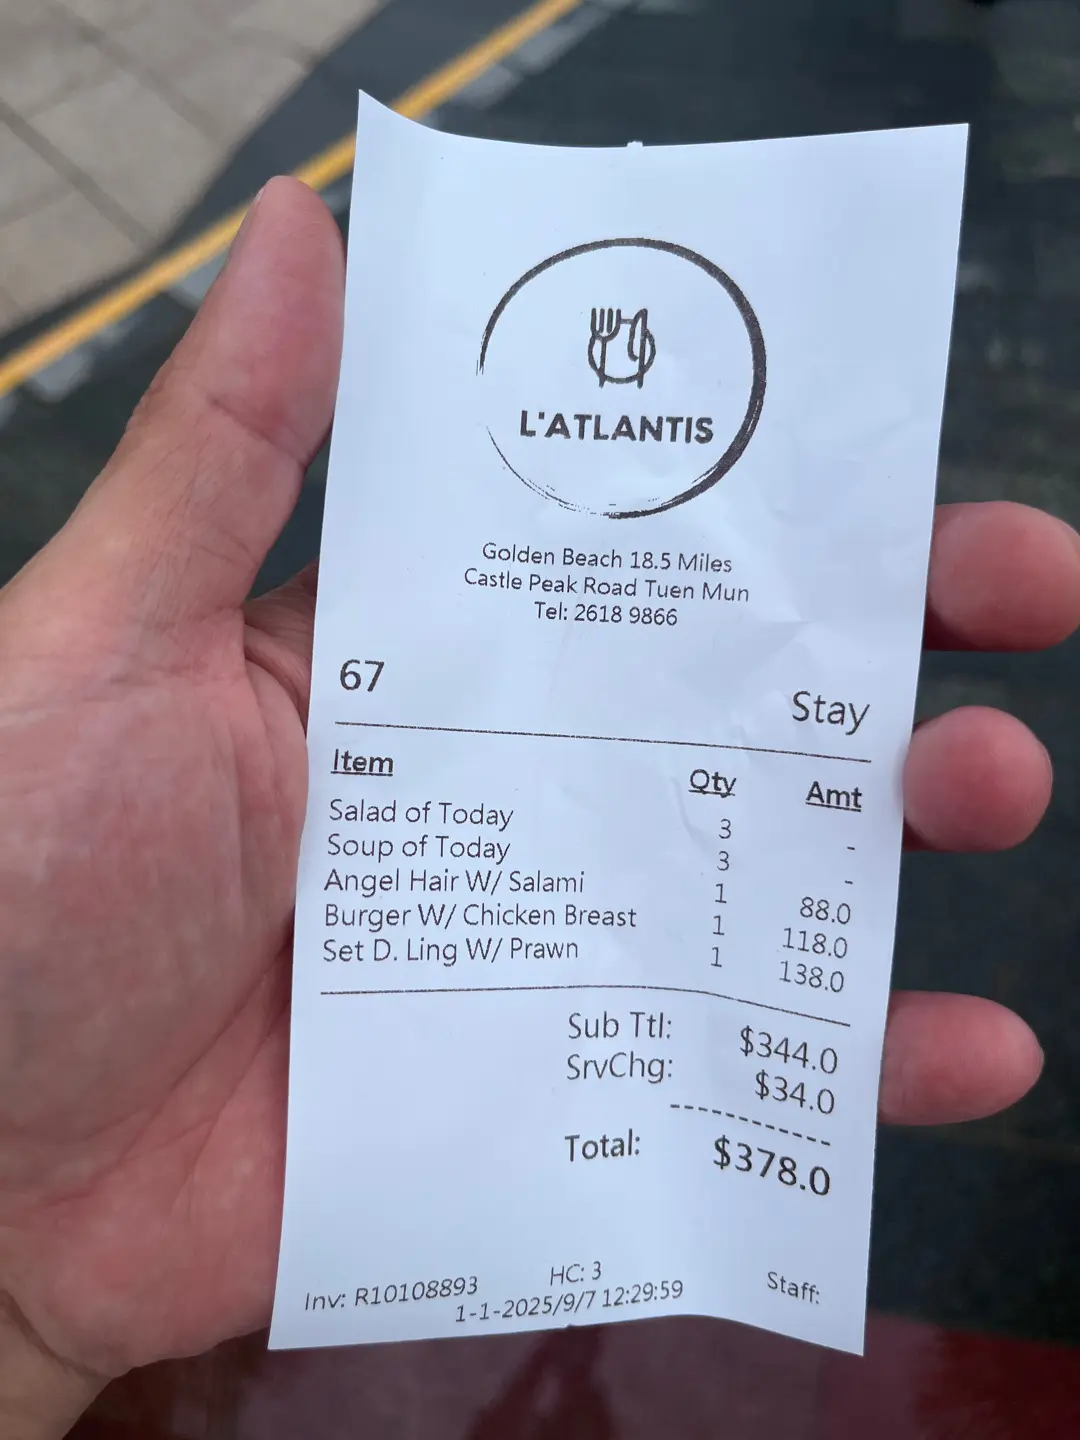 L'ATLANTIS
Golden Beach 18.5 Miles
Castle Peak Road Tuen Mun
Tel: 2618 9866
67 Stay
Item Qty Amt
Salad of Today 3 -
Soup of Today 3 -
Angel Hair W/ Salami 1 88.0
Burger W/ Chicken Breast 1 118.0
Set D. Ling W/ Prawn 1 138.0
Sub Ttl: $344.0
SrvChg: $34.0
Total: $378.0
Inv: R10108893 HC: 3 Staff:
1-1-2025/9/7 12:29:59